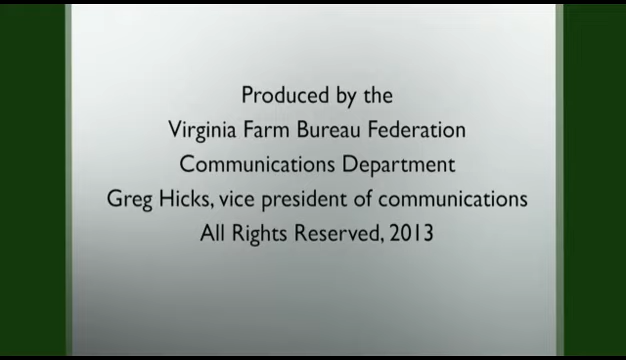 Produced by the
Virginia Farm Bureau Federation
Communications Department
Greg Hicks, vice president of communications
All Rights Reserved, 2013